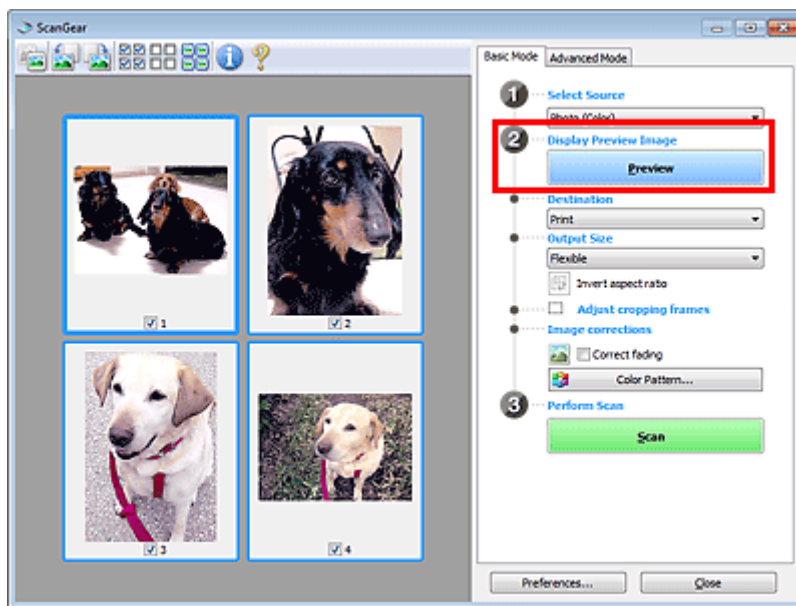 ScanGear
Basic Mode
Advanced Mode
1
Select Source
Photo (Color)
2
Display Preview Image
Preview
Destination
Print
Output Size
Flexible
Invert aspect ratio
Adjust cropping frames
Image corrections
Correct fading
Color Pattern...
3
Perform Scan
Scan
Preferences...
Close
1
2
3
4